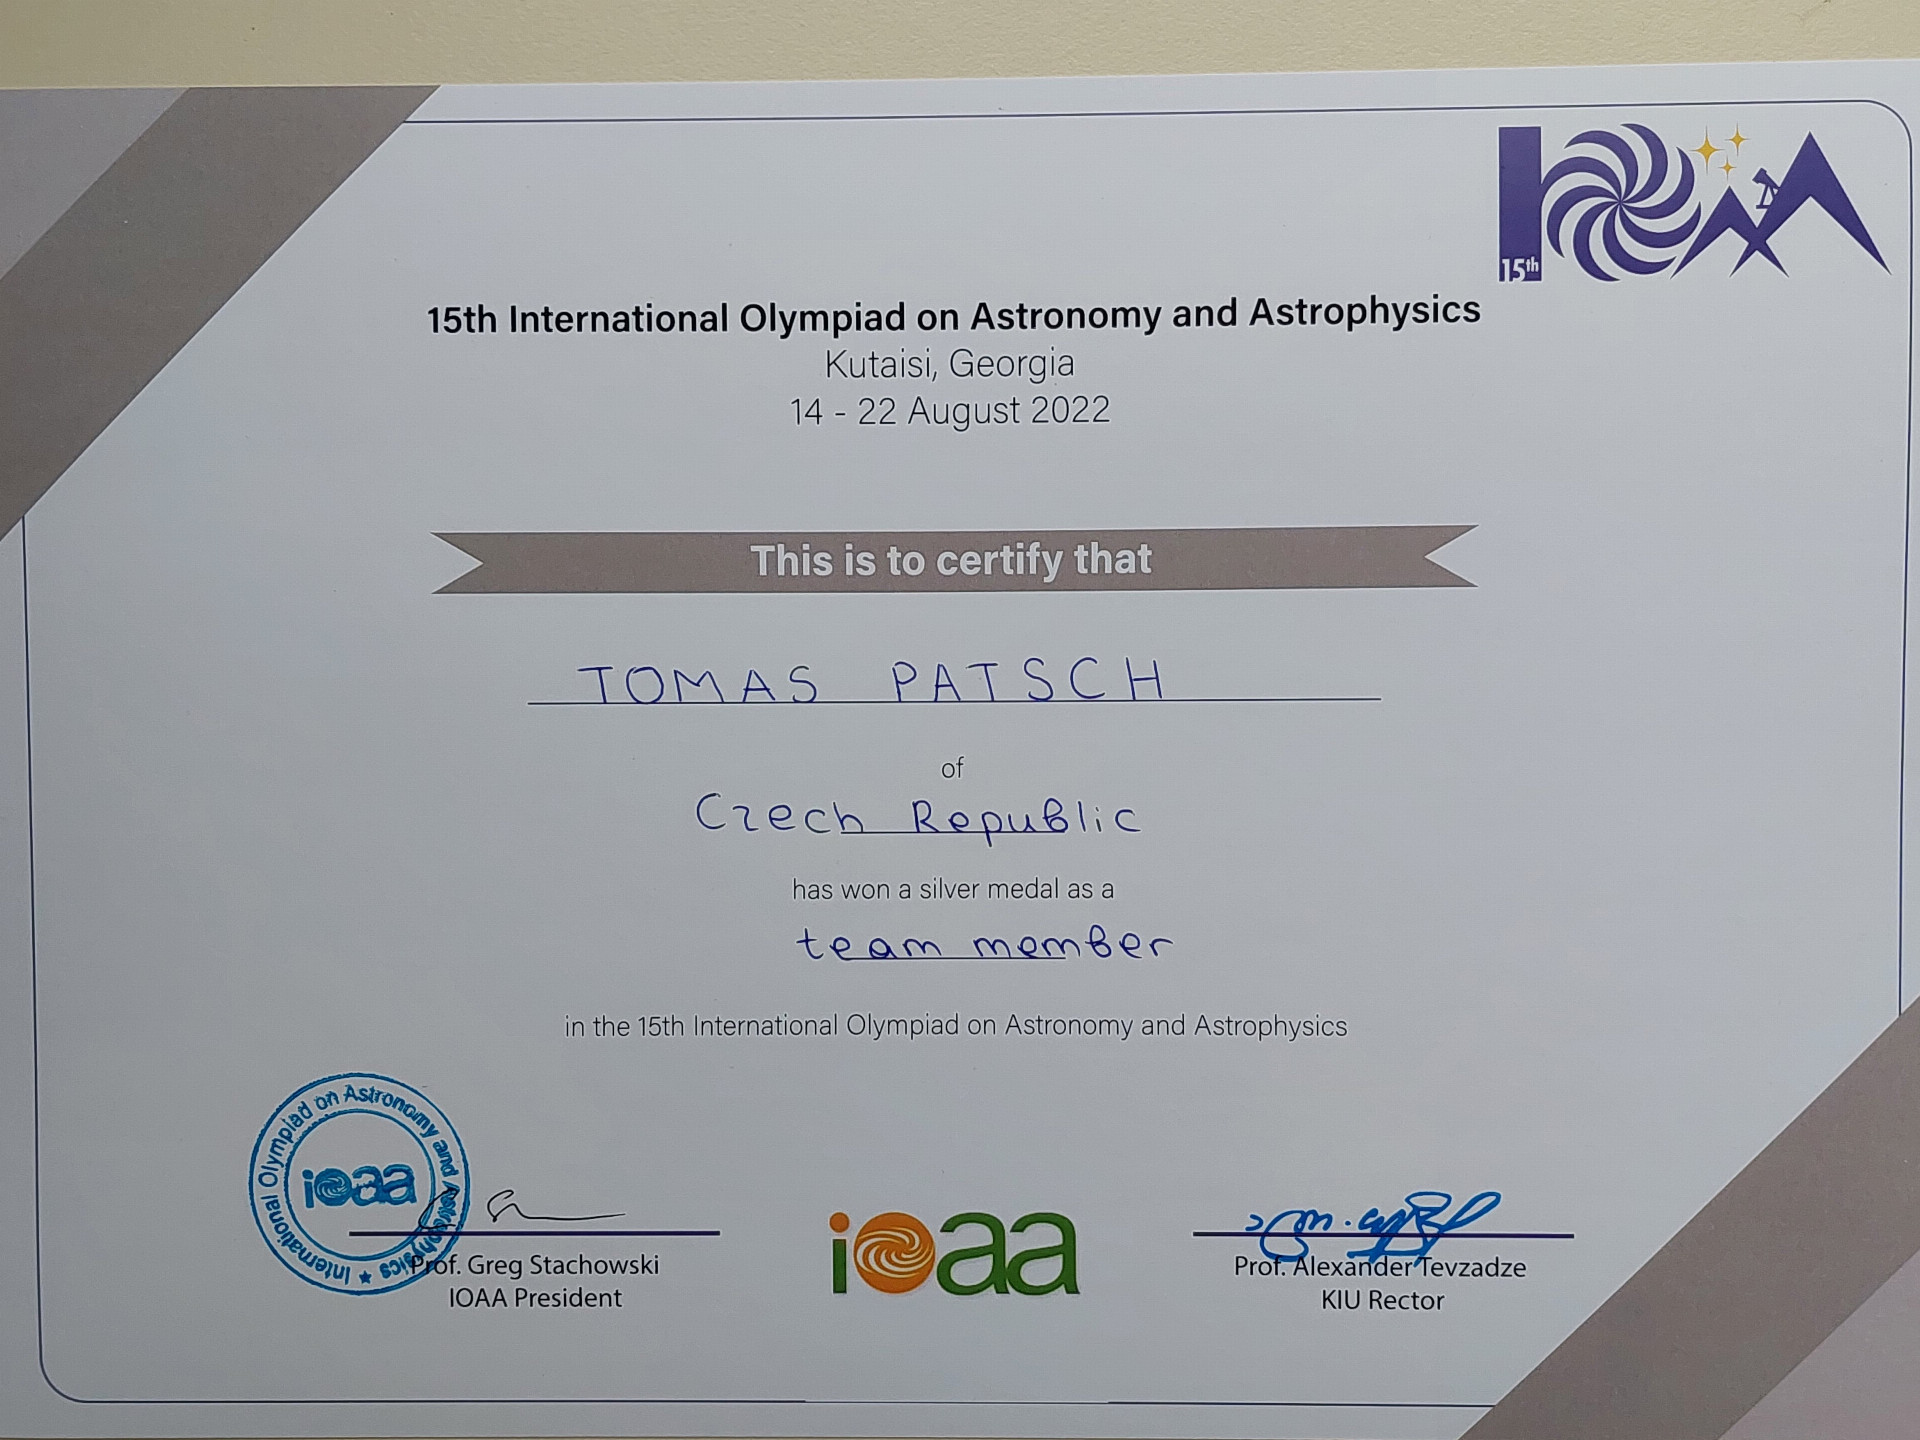 15th
15th International Olympiad on Astronomy and Astrophysics
Kutaisi, Georgia
14 - 22 August 2022
This is to certify that
TOMAS PATSCH
of
Czech Republic
has won a silver medal as a
team member
in the 15th International Olympiad on Astronomy and Astrophysics
International Olympiad on Astronomy and Astrophysics
ioaa
Prof. Greg Stachowski
IOAA President
ioaa
Prof. Alexander Tevzadze
KIU Rector